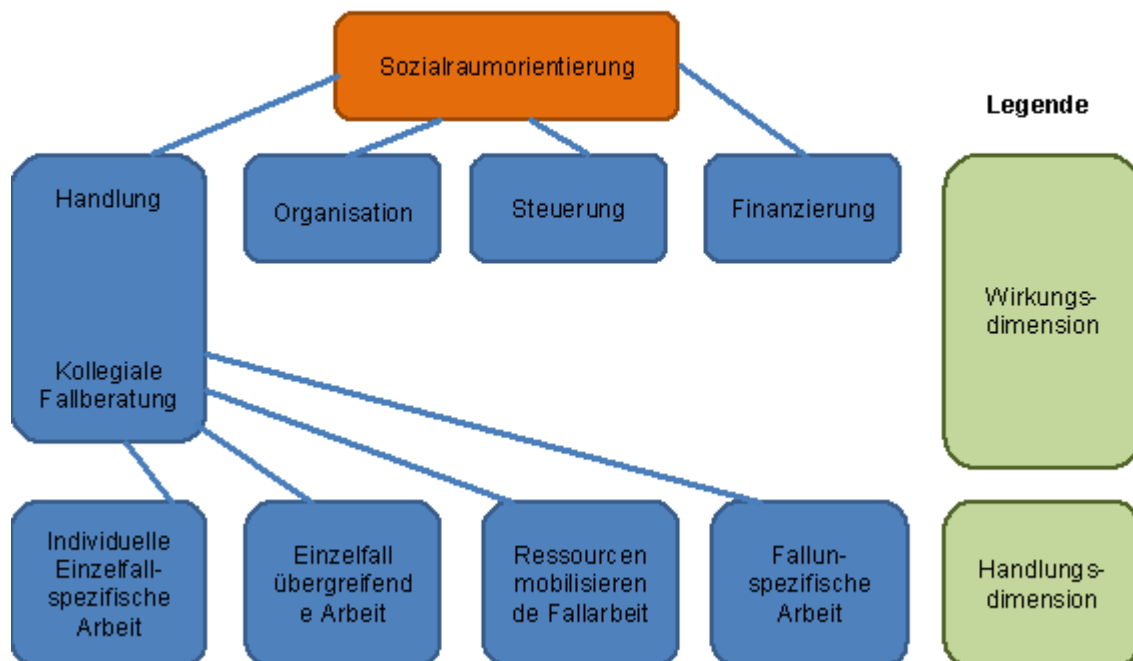 Sozialraumorientierung
Legende
Handlung
Organisation
Steuerung
Finanzierung
Wirkungs-
dimension
Kollegiale
Fallberatung
Individuelle
Einzelfall-
spezifische
Arbeit
Einzelfall
übergreifend
e Arbeit
Ressourcen
mobilisieren
de Fallarbeit
Fallun-
spezifische
Arbeit
Handlungs-
dimension